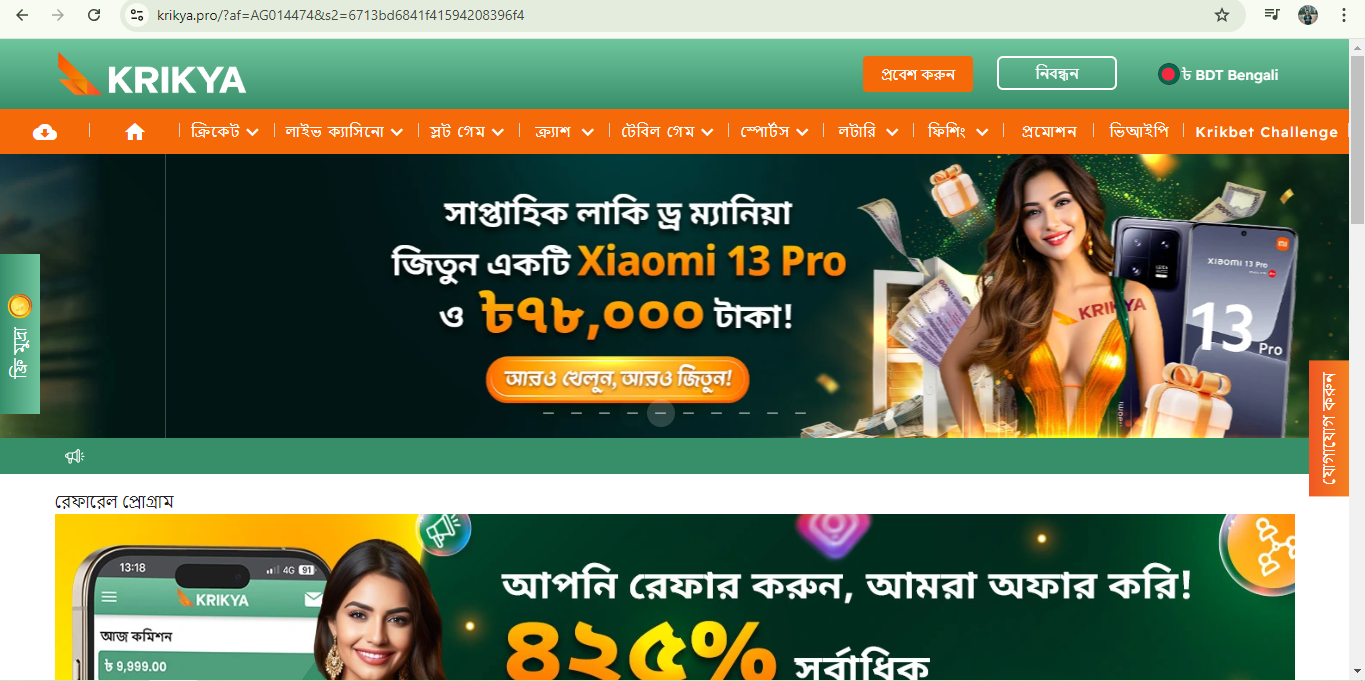 krikya.pro/?af=AG014474&s2=6713bd6841f41594208396f4
KRIKYA
প্রবেশ করুন
নিবন্ধন
৳ BDT Bengali
ক্রিকেট
লাইভ ক্যাসিনো
স্লট গেম
ক্র্যাশ
টেবিল গেম
স্পোর্টস
লটারি
ফিশিং
প্রমোশন
ভিআইপি
Krikbet Challenge
সাপ্তাহিক লাকি ড্র ম্যানিয়া
জিতুন একটি Xiaomi 13 Pro
ও ৳৭৮,০০০ টাকা!
আরও খেলুন, আরও জিতুন!
KRIKYA
XIAOMI 13 Pro
13 Pro
xiaomi
ফ্রি মুদ্রা
যোগাযোগ করুন
রেফারেল প্রোগ্রাম
13:18
4G 91
KRIKYA
আজ কমিশন
৳ 9,999.00
আপনি রেফার করুন, আমরা অফার করি!
৪২৫% সর্বাধিক